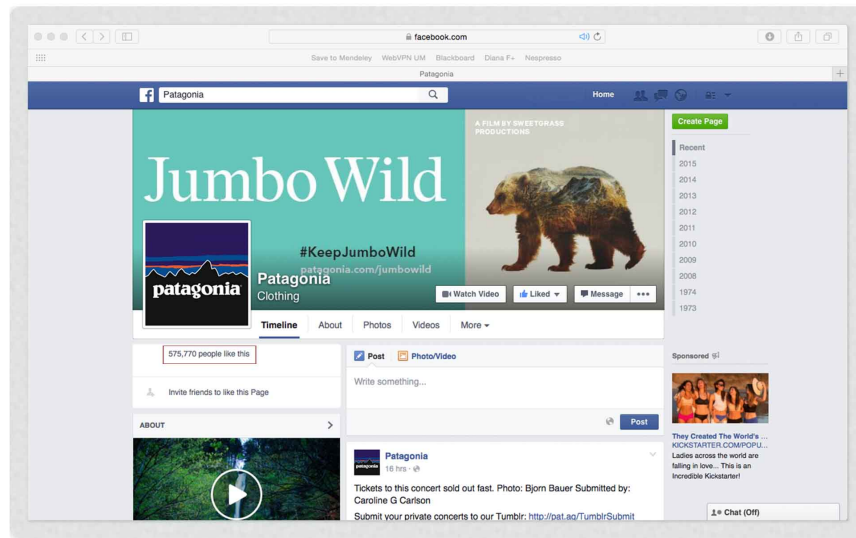 facebook.com
Save to Mendeley WebVPN UM Blackboard Diana F+ Nespresso
Patagonia
Patagonia
Home
A FILM BY SWEETGRASS
PRODUCTIONS
Create Page
Jumbo Wild
#KeepJumboWild
patagonia.com/jumbowild
patagonia
Patagonia
Clothing
Watch Video
Liked
Message
Timeline About Photos Videos More
Recent
2015
2014
2013
2012
2011
2010
2009
2008
1974
1973
575,770 people like this
Invite friends to like this Page
ABOUT
Post Photo/Video
Write something...
Post
Patagonia
patagonia
16 hrs
Tickets to this concert sold out fast. Photo: Bjorn Bauer Submitted by:
Caroline G Carlson
Submit your private concerts to our Tumblr: http://pat.ag/TumblrSubmit
Sponsored
They Created The World's ...
KICKSTARTER.COM/POPU...
Ladies across the world are
falling in love... This is an
Incredible Kickstarter!
Chat (Off)